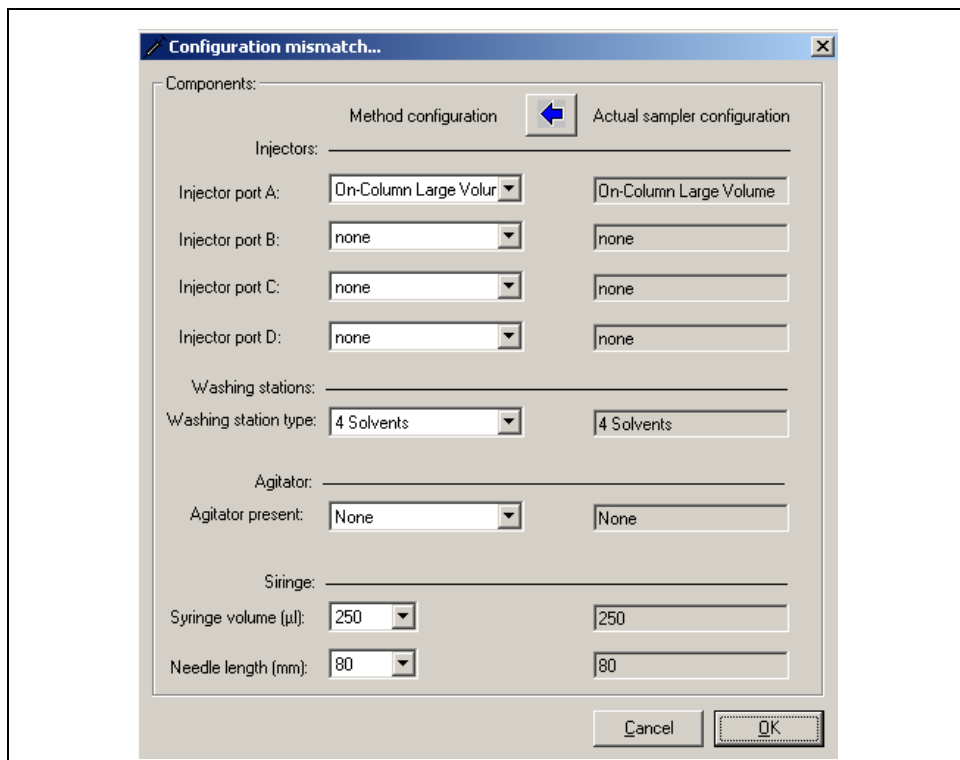 Configuration mismatch...
Components:
Method configuration Actual sampler configuration
Injectors:
Injector port A: On-Column Large Volur On-Column Large Volume
Injector port B: none none
Injector port C: none none
Injector port D: none none
Washing stations:
Washing station type: 4 Solvents 4 Solvents
Agitator:
Agitator present: None None
Siringe:
Syringe volume (µl): 250 250
Needle length (mm): 80 80
Cancel OK